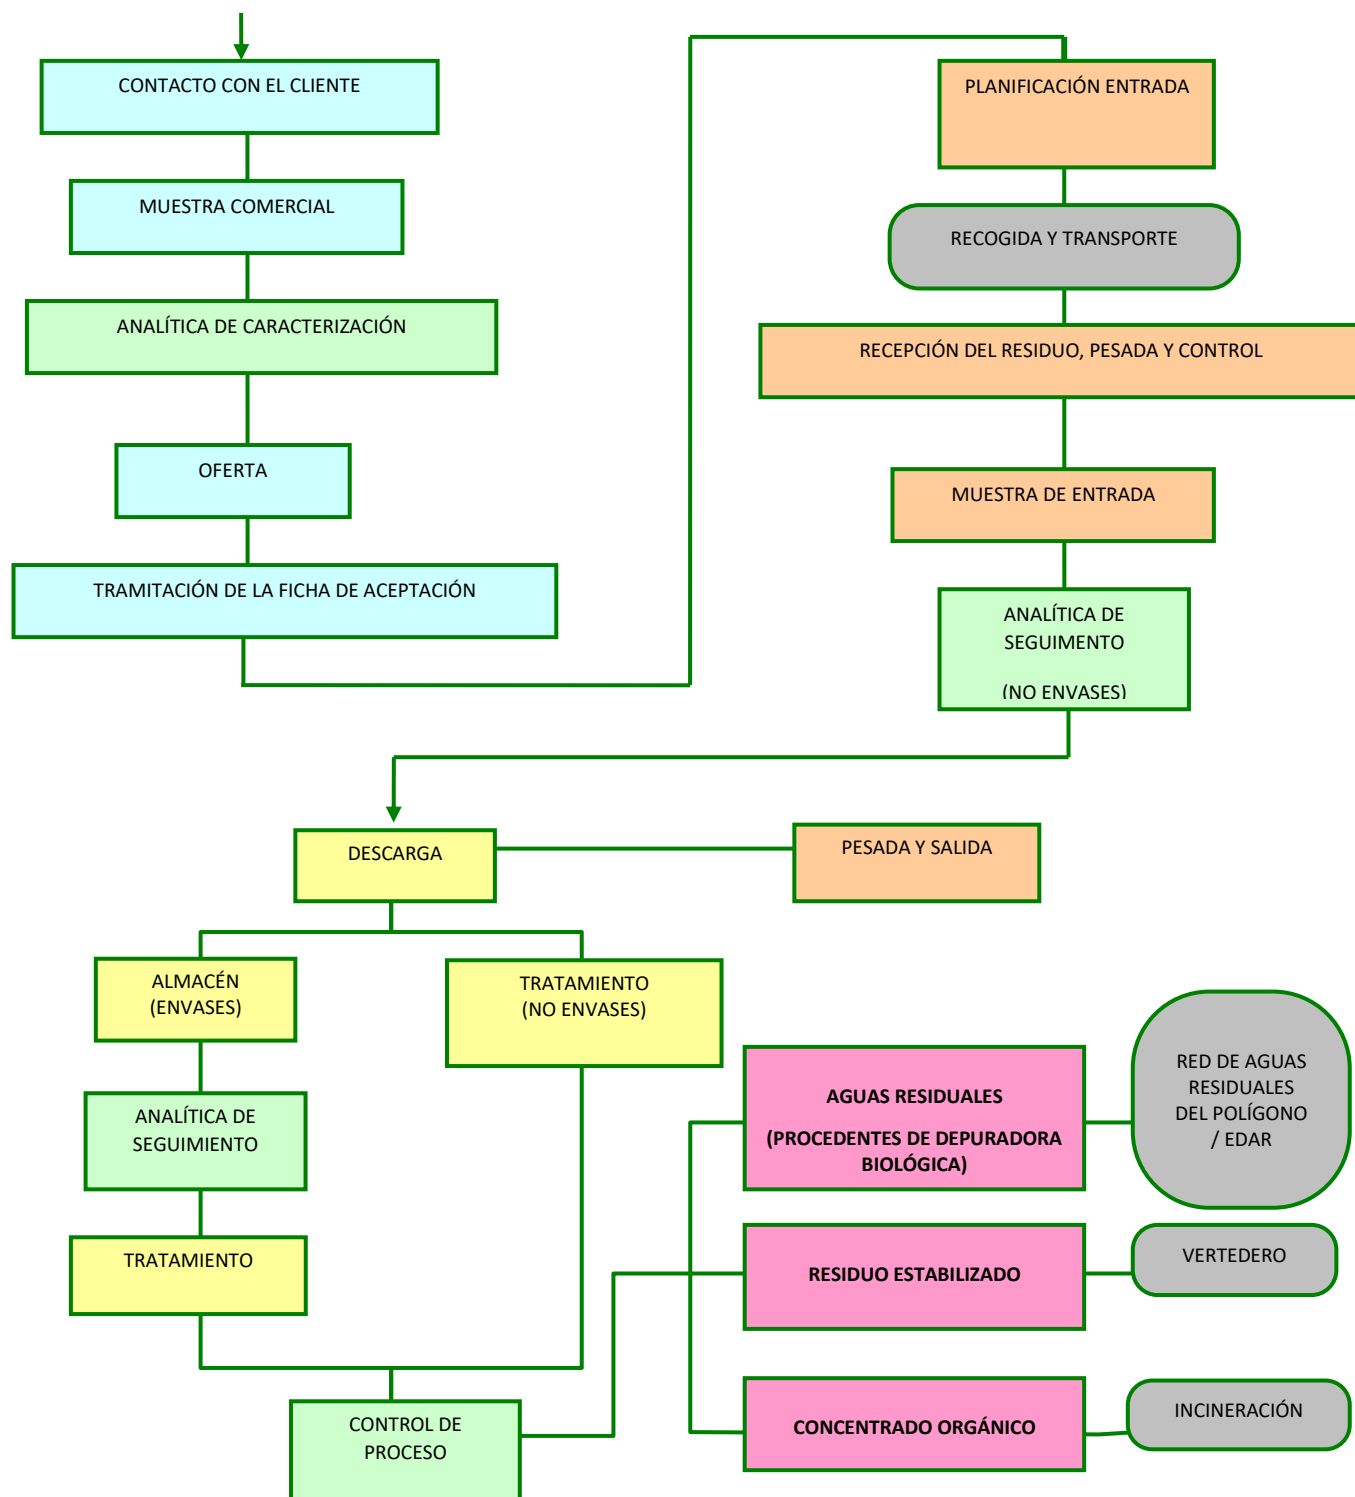 CONTACTO CON EL CLIENTE
MUESTRA COMERCIAL
ANALÍTICA DE CARACTERIZACIÓN
OFERTA
TRAMITACIÓN DE LA FICHA DE ACEPTACIÓN
PLANIFICACIÓN ENTRADA
RECOGIDA Y TRANSPORTE
RECEPCIÓN DEL RESIDUO, PESADA Y CONTROL
MUESTRA DE ENTRADA
ANALÍTICA DE
SEGUIMENTO
(NO ENVASES)
DESCARGA
PESADA Y SALIDA
ALMACÉN
(ENVASES)
TRATAMIENTO
(NO ENVASES)
ANALÍTICA DE
SEGUIMIENTO
TRATAMIENTO
CONTROL DE
PROCESO
AGUAS RESIDUALES
(PROCEDENTES DE DEPURADORA
BIOLÓGICA)
RED DE AGUAS
RESIDUALES
DEL POLÍGONO
/ EDAR
RESIDUO ESTABILIZADO
VERTEDERO
CONCENTRADO ORGÁNICO
INCINERACIÓN